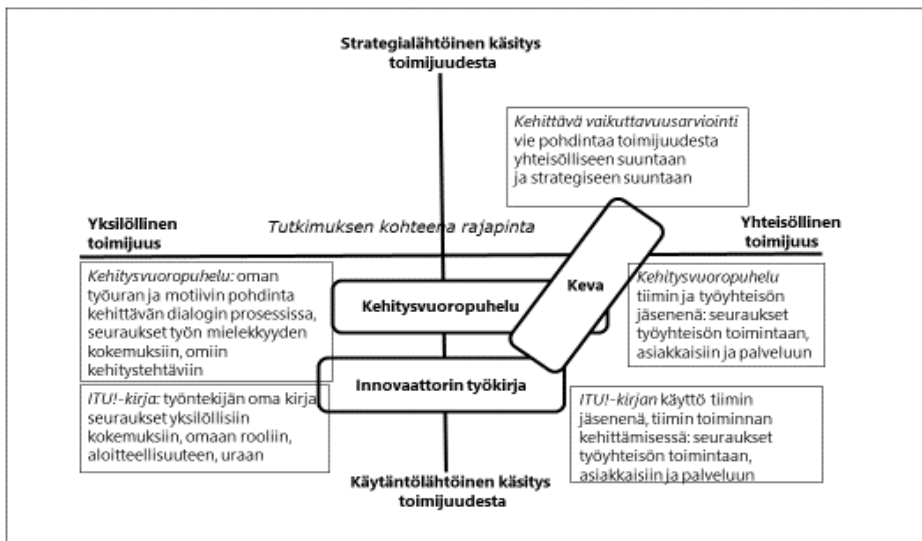 Strategialähtöinen käsitys
toimijuudesta
Kehittävä vaikuttavuusarviointi
vie pohdintaa toimijuudesta
yhteisölliseen suuntaan
ja strategiseen suuntaan
Yksilöllinen
toimijuus
Tutkimuksen kohteena rajapinta
Yhteisöllinen
toimijuus
Kehitysvuoropuhelu: oman
työuran ja motiivin pohdinta
kehittävän dialogin prosessissa,
seuraukset työn mielekkyyden
kokemuksiin, omiin
kehitystehtäviin
Kehitysvuoropuhelu
Keva
Kehitysvuoropuhelu
tiimin ja työyhteisön
jäsenenä: seuraukset
työyhteisön toimintaan,
asiakkaisiin ja palveluun
Innovaattorin työkirja
ITU!-kirja: työntekijän oma kirja
seuraukset yksilöllisiin
kokemuksiin, omaan rooliin,
aloitteellisuuteen, uraan
ITU!-kirjan käyttö tiimin
jäsenenä, tiimin toiminnan
kehittämisessä: seuraukset
työyhteisön toimintaan,
asiakkaisiin ja palveluun
Käytäntölähtöinen käsitys
toimijuudesta